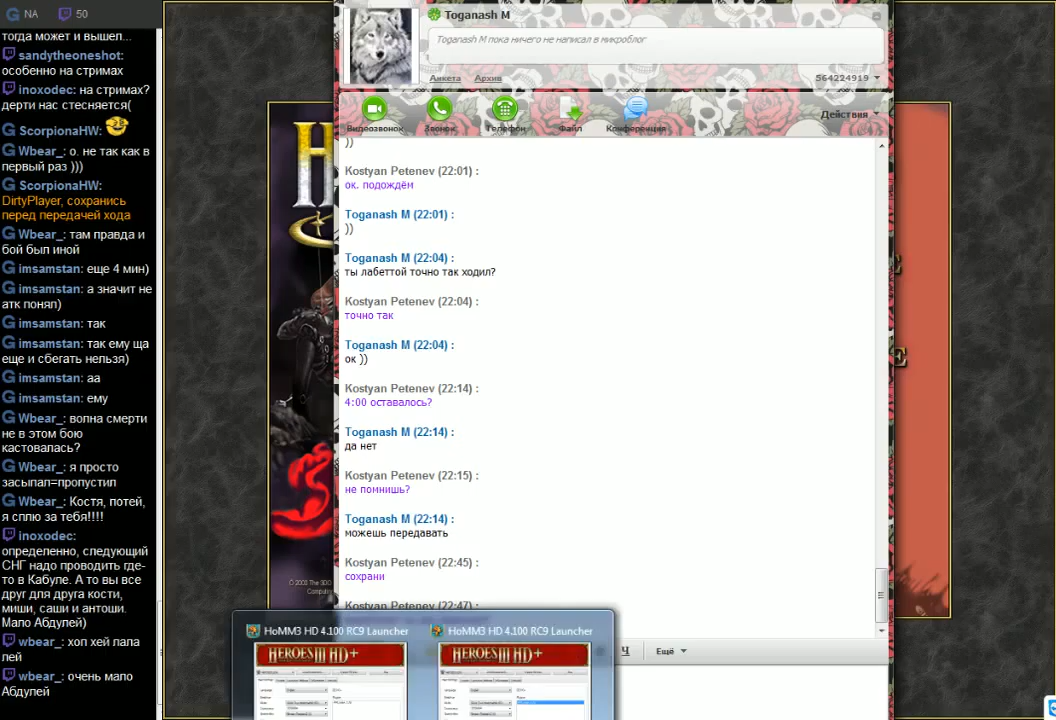 NA 50
тогда может и вышел...
sandytheoneshot:
особенно на стримах
inoxodec: на стримах?
дерти нас стесняется(
ScorpionaHW:
Wbear_: о. не так как в
первый раз )))
ScorpionaHW:
DirtyPlayer, сохранись
перед передачей хода
Wbear_: там правда и
бой был иной
imsamstan: еще 4 мин)
imsamstan: а значит не
атк понял)
imsamstan: так
imsamstan: так ему ща
еще и сбегать нельзя)
imsamstan: аа
imsamstan: ему
Wbear_: волна смерти
не в этом бою
кастовалась?
Wbear_: я просто
засыпал=пропустил
Wbear_: Костя, потей,
я сплю за тебя!!!!
inoxodec:
определенно, следующий
СНГ надо проводить где-
то в Кабуле. А то вы все
друг для друга кости,
миши, саши и антоши.
Мало Абдулей)
wbear_: хоп хей лала
лей
wbear_: очень мало
Абдулей
Toganash M
Toganash M пока ничего не написал в микроблог
Анкета Архив
564224919
Видеозвонок Звонок Телефон Файл Конференция
Действия
))
Kostyan Petenev (22:01) :
ок. подождём
Toganash M (22:01) :
))
Toganash M (22:04) :
ты лабеттой точно так ходил?
Kostyan Petenev (22:04) :
точно так
Toganash M (22:04) :
ок ))
Kostyan Petenev (22:14) :
4:00 оставалось?
Toganash M (22:14) :
да нет
Kostyan Petenev (22:15) :
не помнишь?
Toganash M (22:14) :
можешь передавать
Kostyan Petenev (22:45) :
сохрани
Kostyan Petenev (22:47) :
Ч Ещё
© 2003 The 3DO
HoMM3 HD 4.100 RC9 Launcher
HoMM3 HD 4.100 RC9 Launcher
HEROES III HD+
HEROES III HD+